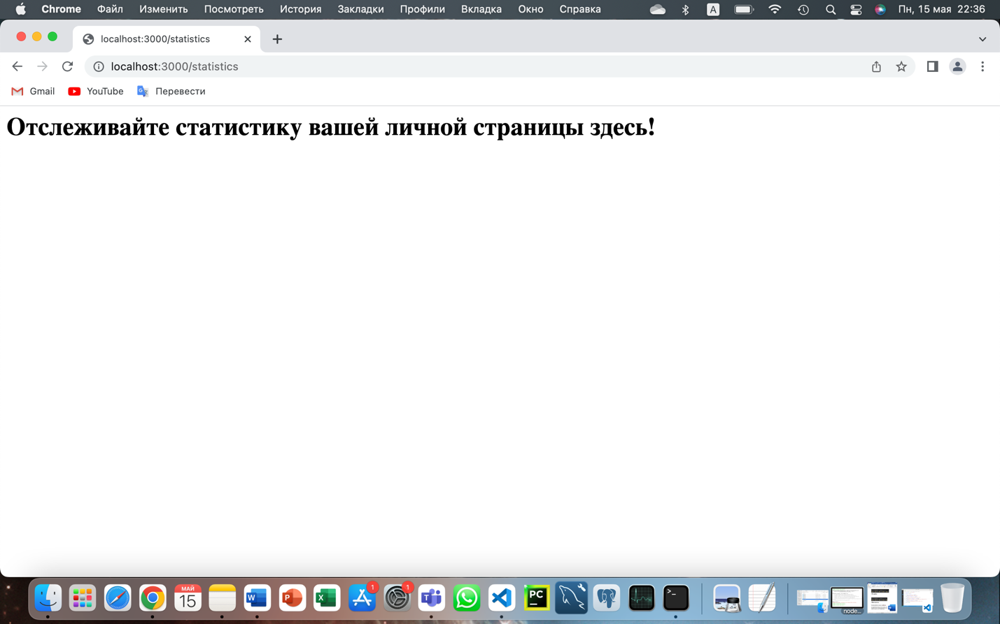 Chrome Файл Изменить Посмотреть История Закладки Профили Вкладка Окно Справка A Пн, 15 мая 22:36
localhost:3000/statistics
localhost:3000/statistics
Gmail YouTube Перевести
Отслеживайте статистику вашей личной страницы здесь!
МАЙ
15
W P X 1 1 PC >_
node...